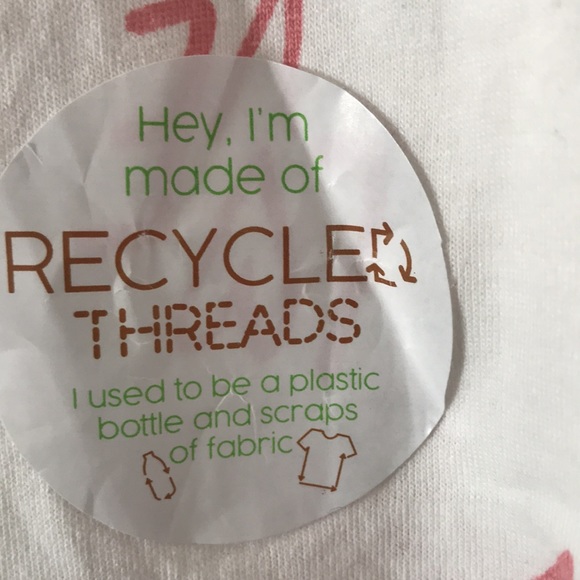 Hey, I'm
made of
RECYCLED
THREADS
I used to be a plastic
bottle and scraps
of fabric